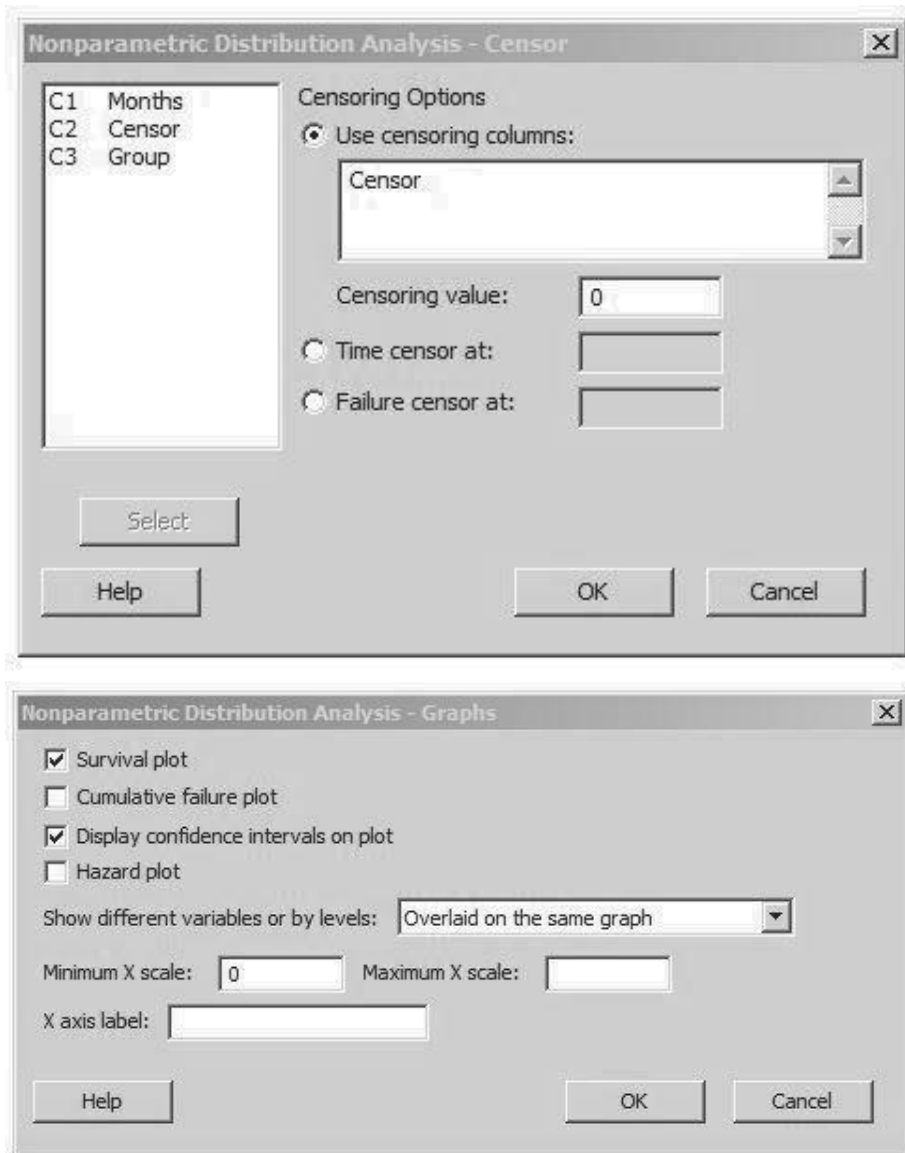 Nonparametric Distribution Analysis - Censor
C1 Months
C2 Censor
C3 Group
Censoring Options
Use censoring columns:
Censor
Censoring value: 0
Time censor at:
Failure censor at:
Select
Help OK Cancel
Nonparametric Distribution Analysis - Graphs
Survival plot
Cumulative failure plot
Display confidence intervals on plot
Hazard plot
Show different variables or by levels: Overlaid on the same graph
Minimum X scale: 0 Maximum X scale:
X axis label:
Help OK Cancel